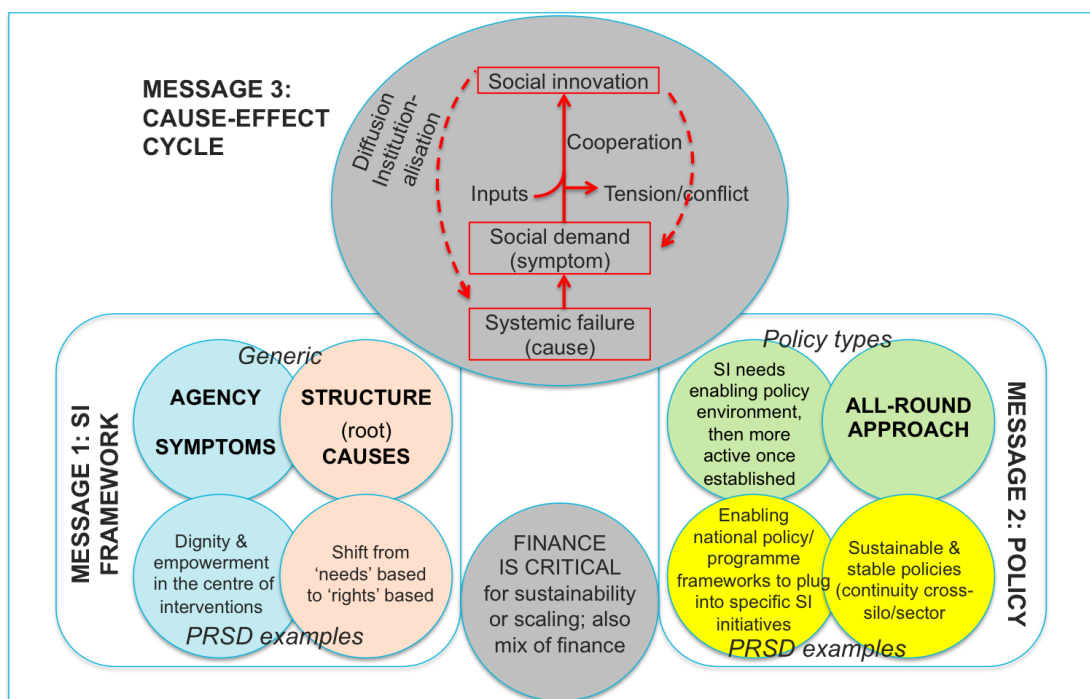 MESSAGE 3:
CAUSE-EFFECT
CYCLE
Diffusion
Institution-
alisation
Social innovation
Cooperation
Inputs
Tension/conflict
Social demand
(symptom)
Systemic failure
(cause)
MESSAGE 1: SI
FRAMEWORK
Generic
AGENCY
SYMPTOMS
STRUCTURE
(root)
CAUSES
Dignity &
empowerment
in the centre of
interventions
Shift from
‘needs’ based
to ‘rights’ based
PRSD examples
FINANCE
IS CRITICAL
for sustainability
or scaling; also
mix of finance
Policy types
SI needs
enabling policy
environment,
then more
active once
established
ALL-ROUND
APPROACH
Enabling
national policy/
programme
frameworks to plug
into specific SI
initiatives
Sustainable &
stable policies
(continuity cross-
silo/sector
PRSD examples
MESSAGE 2: POLICY